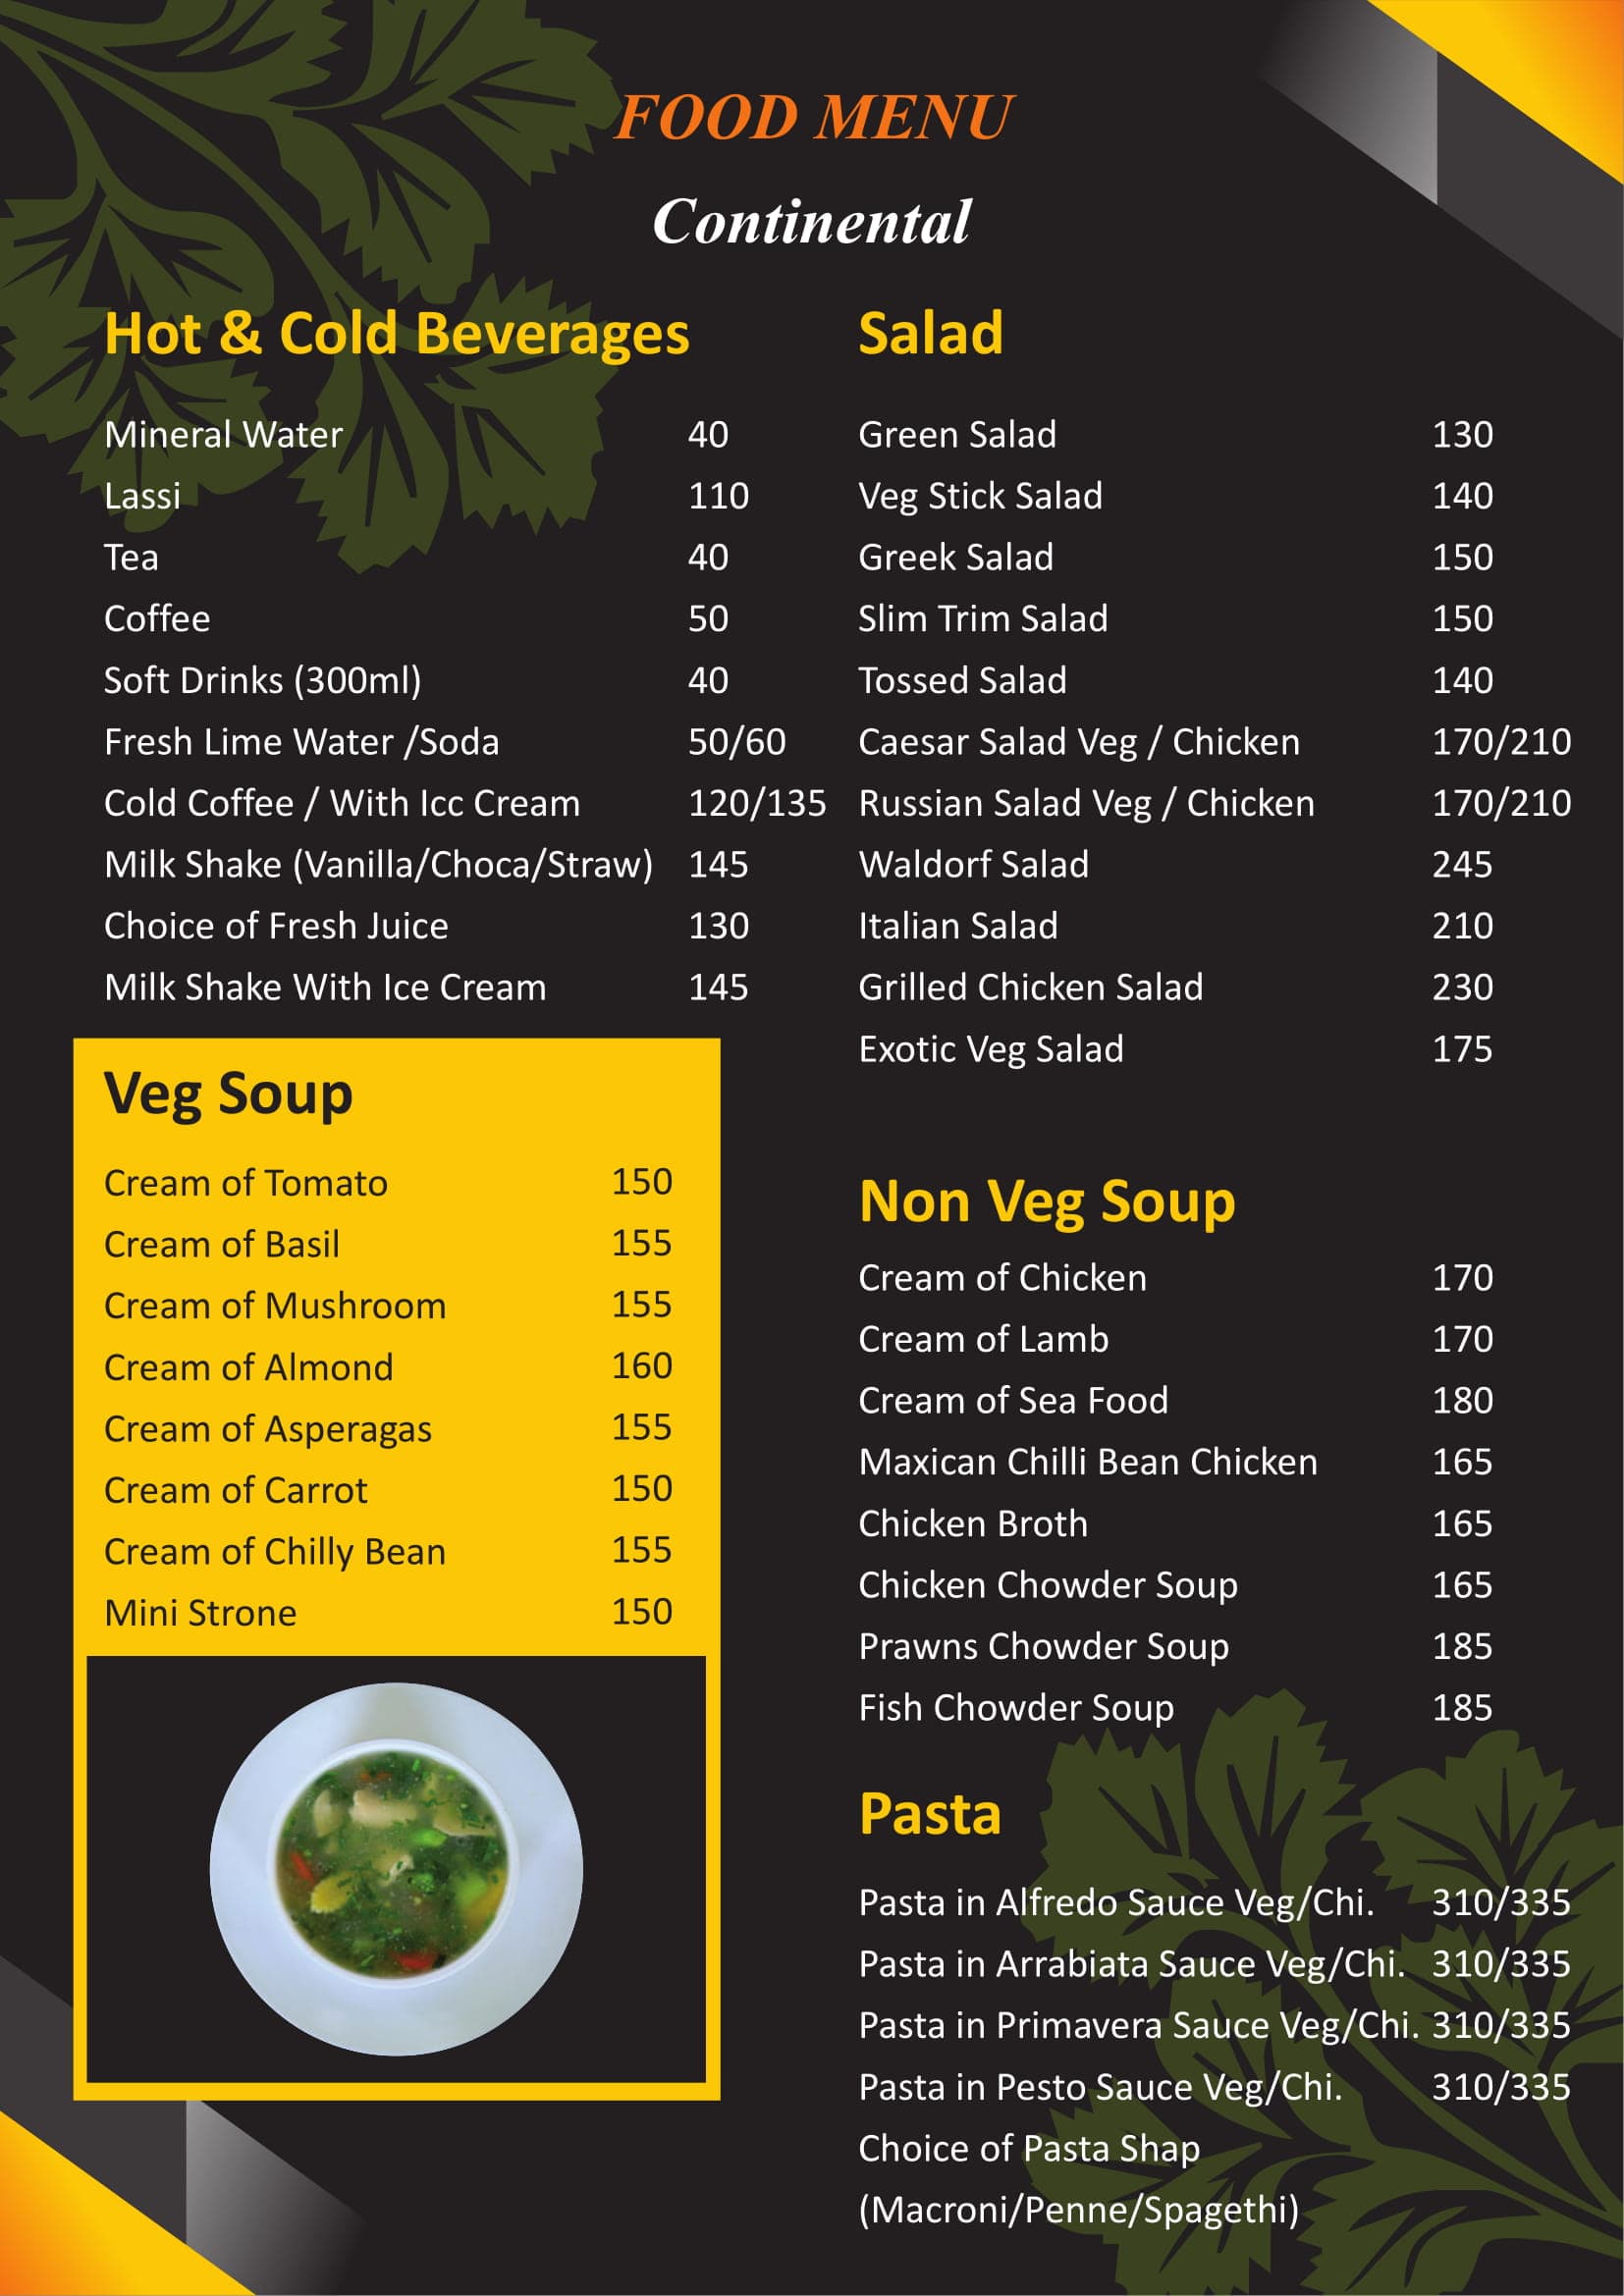 FOOD MENU
Continental
Hot & Cold Beverages
Mineral Water 40
Lassi 110
Tea 40
Coffee 50
Soft Drinks (300ml) 40
Fresh Lime Water /Soda 50/60
Cold Coffee / With Icc Cream 120/135
Milk Shake (Vanilla/Choca/Straw) 145
Choice of Fresh Juice 130
Milk Shake With Ice Cream 145
Veg Soup
Cream of Tomato 150
Cream of Basil 155
Cream of Mushroom 155
Cream of Almond 160
Cream of Asperagas 155
Cream of Carrot 150
Cream of Chilly Bean 155
Mini Strone 150
Salad
Green Salad 130
Veg Stick Salad 140
Greek Salad 150
Slim Trim Salad 150
Tossed Salad 140
Caesar Salad Veg / Chicken 170/210
Russian Salad Veg / Chicken 170/210
Waldorf Salad 245
Italian Salad 210
Grilled Chicken Salad 230
Exotic Veg Salad 175
Non Veg Soup
Cream of Chicken 170
Cream of Lamb 170
Cream of Sea Food 180
Maxican Chilli Bean Chicken 165
Chicken Broth 165
Chicken Chowder Soup 165
Prawns Chowder Soup 185
Fish Chowder Soup 185
Pasta
Pasta in Alfredo Sauce Veg/Chi. 310/335
Pasta in Arrabiata Sauce Veg/Chi. 310/335
Pasta in Primavera Sauce Veg/Chi. 310/335
Pasta in Pesto Sauce Veg/Chi. 310/335
Choice of Pasta Shap
(Macroni/Penne/Spagethi)